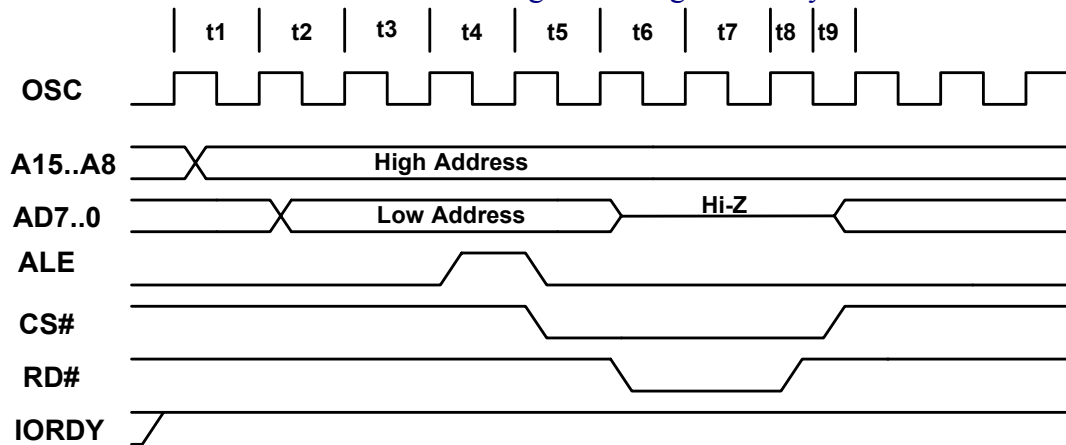 t1 t2 t3 t4 t5 t6 t7 t8 t9
OSC
A15..A8 High Address
AD7..0 Low Address Hi-Z
ALE
CS#
RD#
IORDY